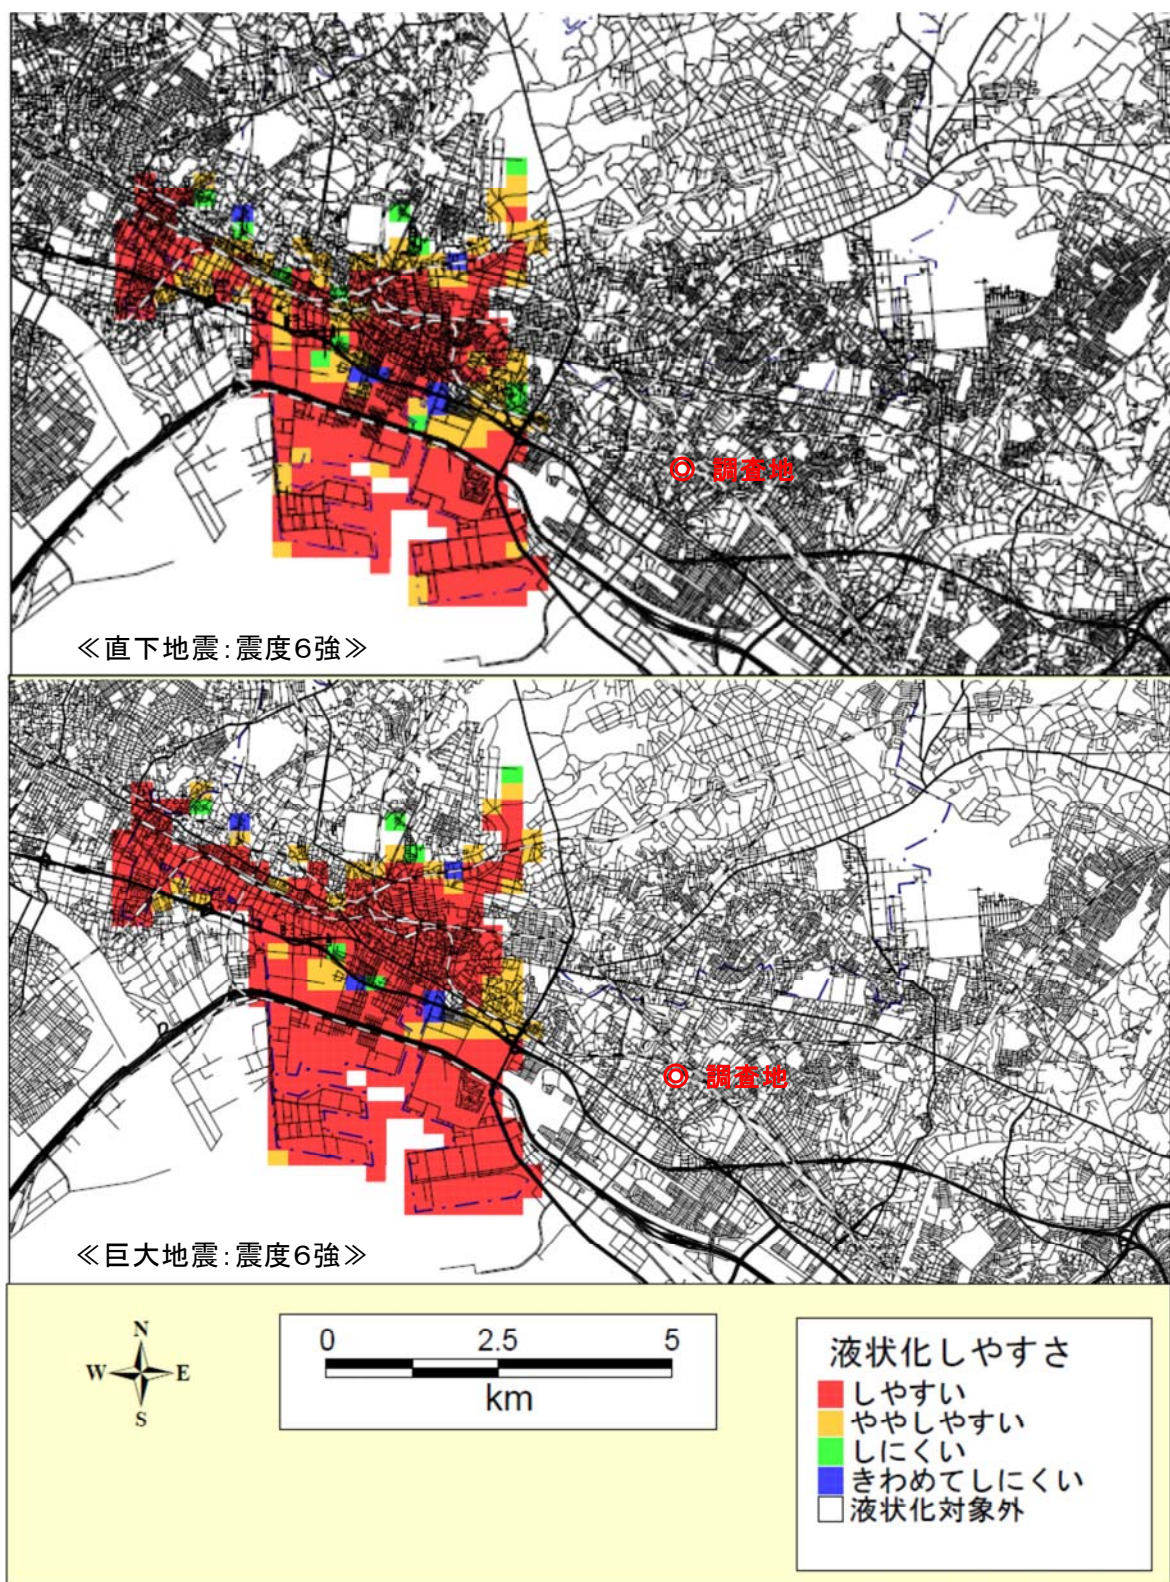 ◎ 調査地
≪直下地震:震度6強≫
◎ 調査地
≪巨大地震:震度6強≫
N
W E
S
0 2.5 5
km
液状化しやすさ
しやすい
ややしやすい
しにくい
きわめてしにくい
液状化対象外